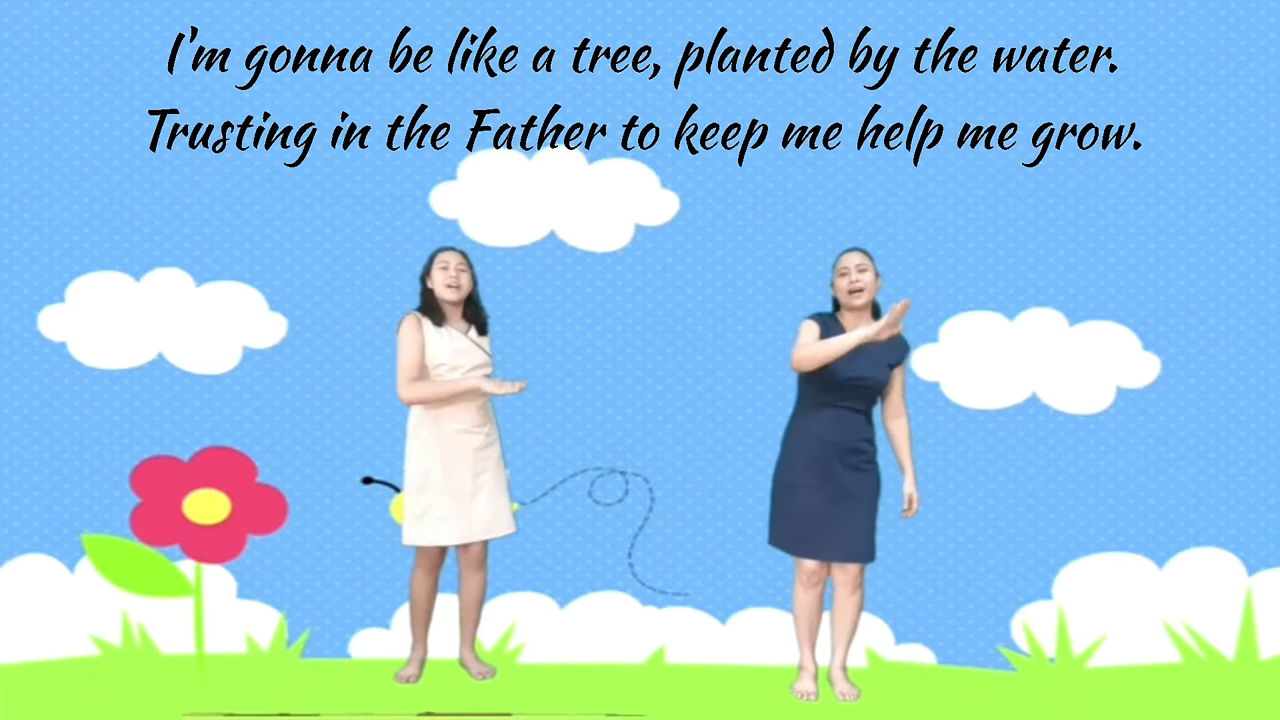 I'm gonna be like a tree, planted by the water.
Trusting in the Father to keep me help me grow.